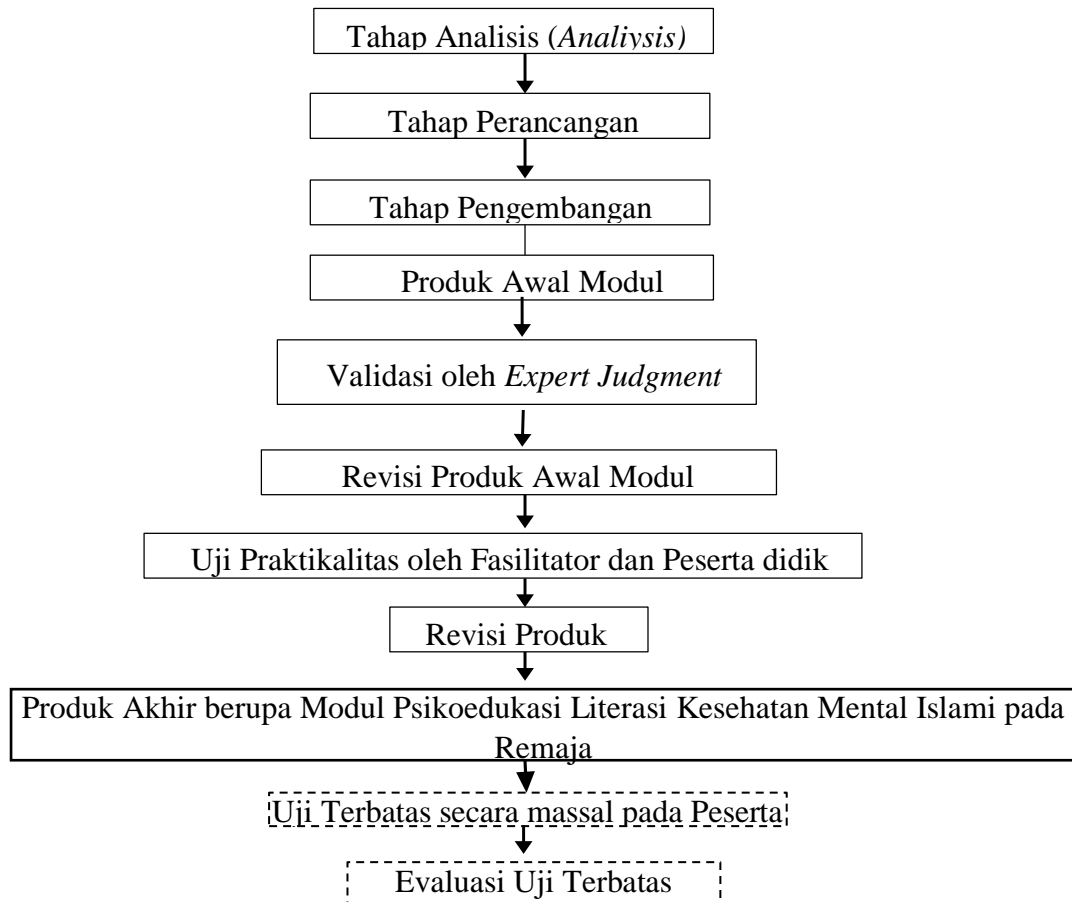 Tahap Analisis (Analiysis)
Tahap Perancangan
Tahap Pengembangan
Produk Awal Modul
Validasi oleh Expert Judgment
Revisi Produk Awal Modul
Uji Praktikalitas oleh Fasilitator dan Peserta didik
Revisi Produk
Produk Akhir berupa Modul Psikoedukasi Literasi Kesehatan Mental Islami pada
Remaja
Uji Terbatas secara massal pada Peserta
Evaluasi Uji Terbatas